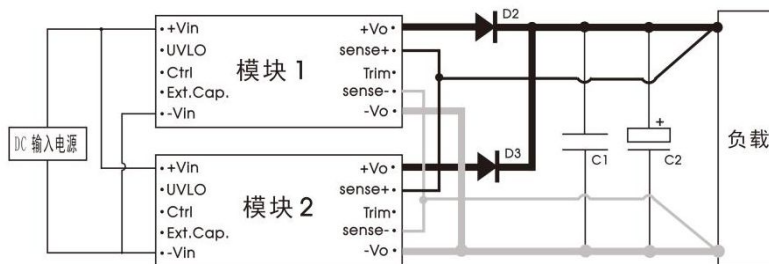 +Vin
UVLO
Ctrl
Ext.Cap.
-Vin
模块1
+Vo
sense+
Trim
sense-
-Vo
D2
DC 输入电源
+Vin
UVLO
Ctrl
Ext.Cap.
-Vin
模块2
+Vo
sense+
Trim
sense-
-Vo
D3
C1
+
C2
负载